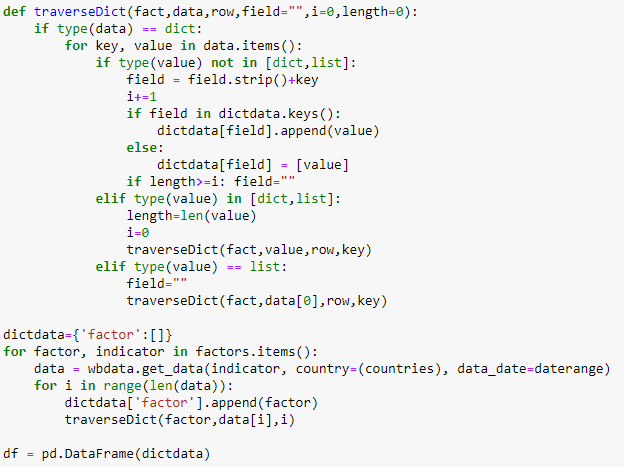 def traverseDict(fact,data,row,field="",i=0,length=0):
    if type(data) == dict:
        for key, value in data.items():
            if type(value) not in [dict,list]:
                field = field.strip()+key
                i+=1
                if field in dictdata.keys():
                    dictdata[field].append(value)
                else:
                    dictdata[field] = [value]
                if length>=i: field=""
            elif type(value) in [dict,list]:
                length=len(value)
                i=0
                traverseDict(fact,value,row,key)
            elif type(value) == list:
                field=""
                traverseDict(fact,data[0],row,key)

dictdata={'factor':[]}
for factor, indicator in factors.items():
    data = wbdata.get_data(indicator, country=(countries), data_date=daterange)
    for i in range(len(data)):
        dictdata['factor'].append(factor)
        traverseDict(factor,data[i],i)

df = pd.DataFrame(dictdata)